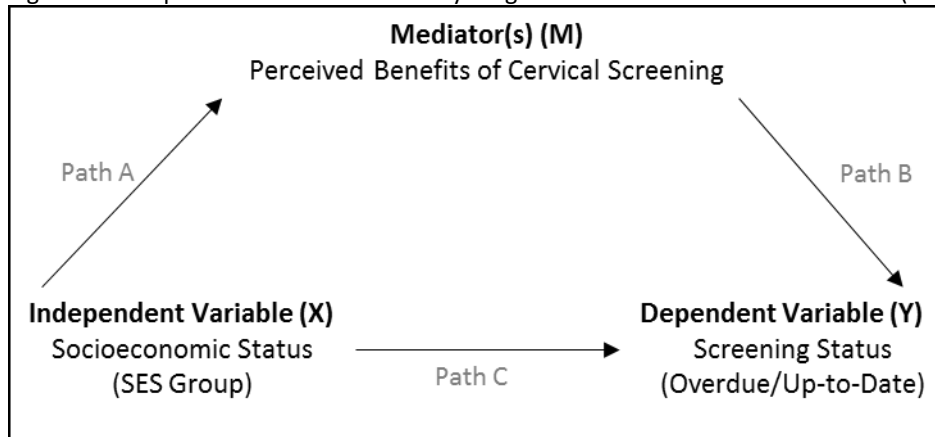 Mediator(s) (M)
Perceived Benefits of Cervical Screening
Path A
Path B
Independent Variable (X)
Socioeconomic Status
(SES Group)
Path C
Dependent Variable (Y)
Screening Status
(Overdue/Up-to-Date)